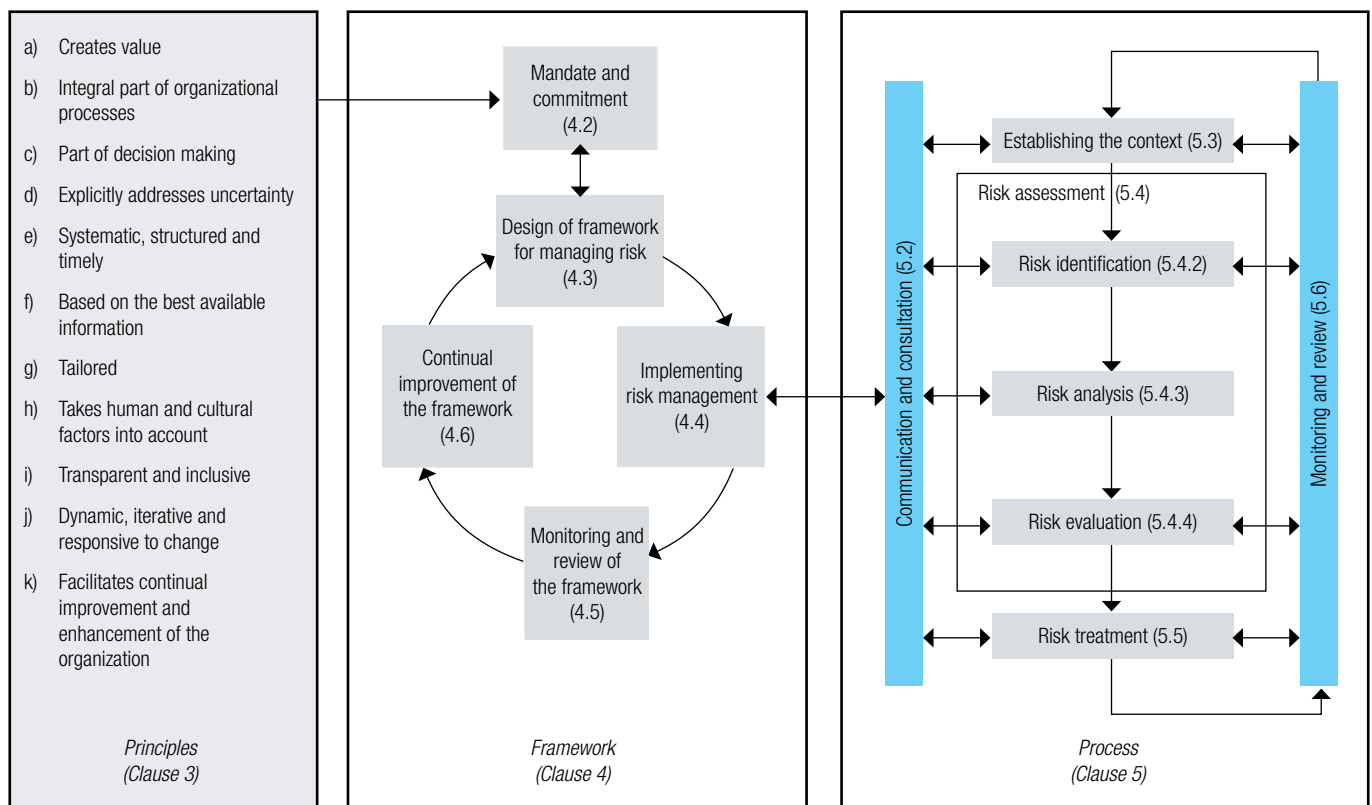 a) Creates value
b) Integral part of organizational
processes
c) Part of decision making
d) Explicitly addresses uncertainty
e) Systematic, structured and
timely
f) Based on the best available
information
g) Tailored
h) Takes human and cultural
factors into account
i) Transparent and inclusive
j) Dynamic, iterative and
responsive to change
k) Facilitates continual
improvement and
enhancement of the
organization
Principles
(Clause 3)
Mandate and
commitment
(4.2)
Design of framework
for managing risk
(4.3)
Continual
improvement of
the framework
(4.6)
Implementing
risk management
(4.4)
Monitoring and
review of
the framework
(4.5)
Framework
(Clause 4)
Communication and consultation (5.2)
Establishing the context (5.3)
Risk assessment (5.4)
Risk identification (5.4.2)
Risk analysis (5.4.3)
Risk evaluation (5.4.4)
Risk treatment (5.5)
Monitoring and review (5.6)
Process
(Clause 5)